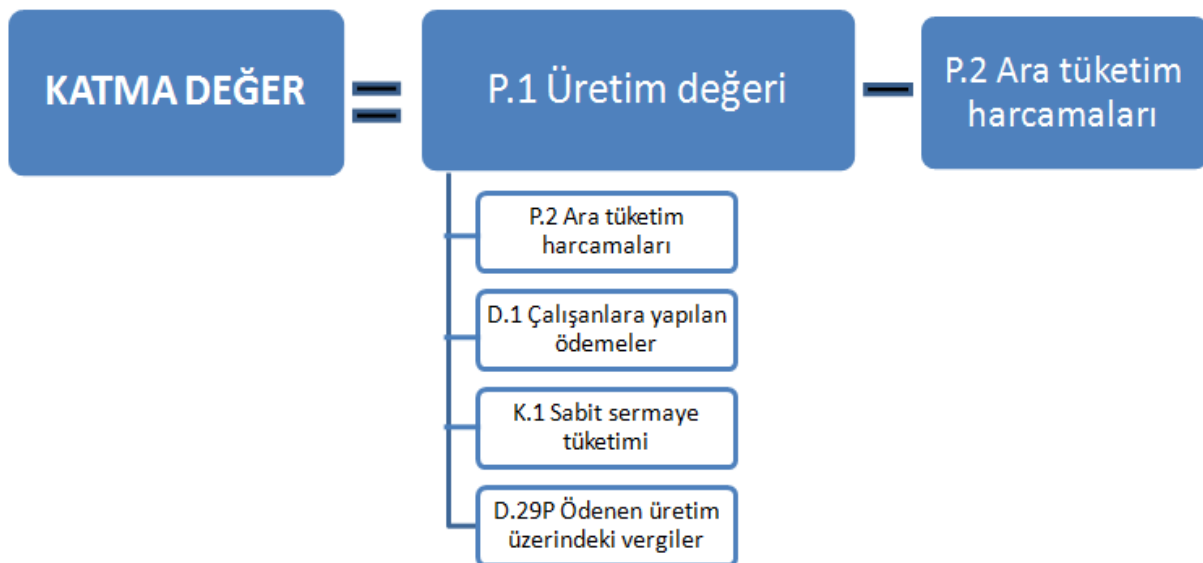 KATMA DEĞER
=
P.1 Üretim değeri
—
P.2 Ara tüketim
harcamaları
P.2 Ara tüketim
harcamaları
D.1 Çalışanlara yapılan
ödemeler
K.1 Sabit sermaye
tüketimi
D.29P Ödenen üretim
üzerindeki vergiler